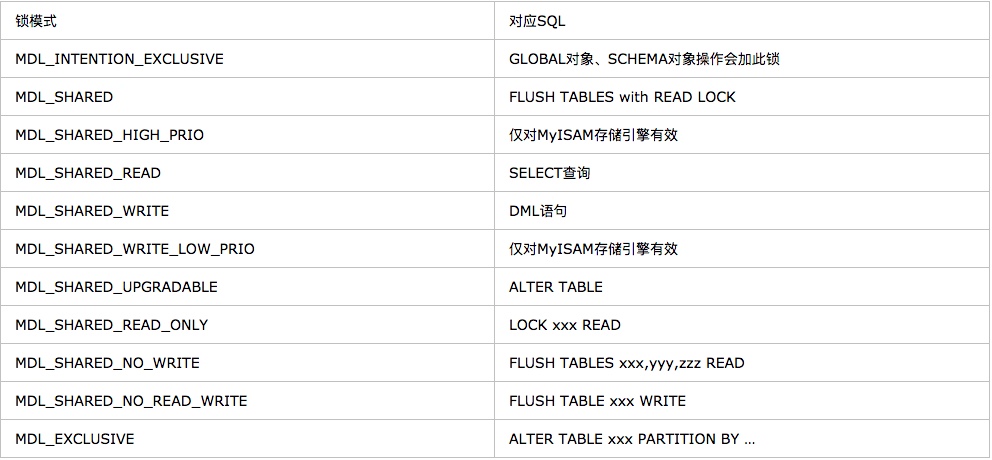 锁模式 对应SQL
MDL_INTENTION_EXCLUSIVE GLOBAL对象、SCHEMA对象操作会加此锁
MDL_SHARED FLUSH TABLES with READ LOCK
MDL_SHARED_HIGH_PRIO 仅对MyISAM存储引擎有效
MDL_SHARED_READ SELECT查询
MDL_SHARED_WRITE DML语句
MDL_SHARED_WRITE_LOW_PRIO 仅对MyISAM存储引擎有效
MDL_SHARED_UPGRADABLE ALTER TABLE
MDL_SHARED_READ_ONLY LOCK xxx READ
MDL_SHARED_NO_WRITE FLUSH TABLES xxx,yyy,zzz READ
MDL_SHARED_NO_READ_WRITE FLUSH TABLE xxx WRITE
MDL_EXCLUSIVE ALTER TABLE xxx PARTITION BY …